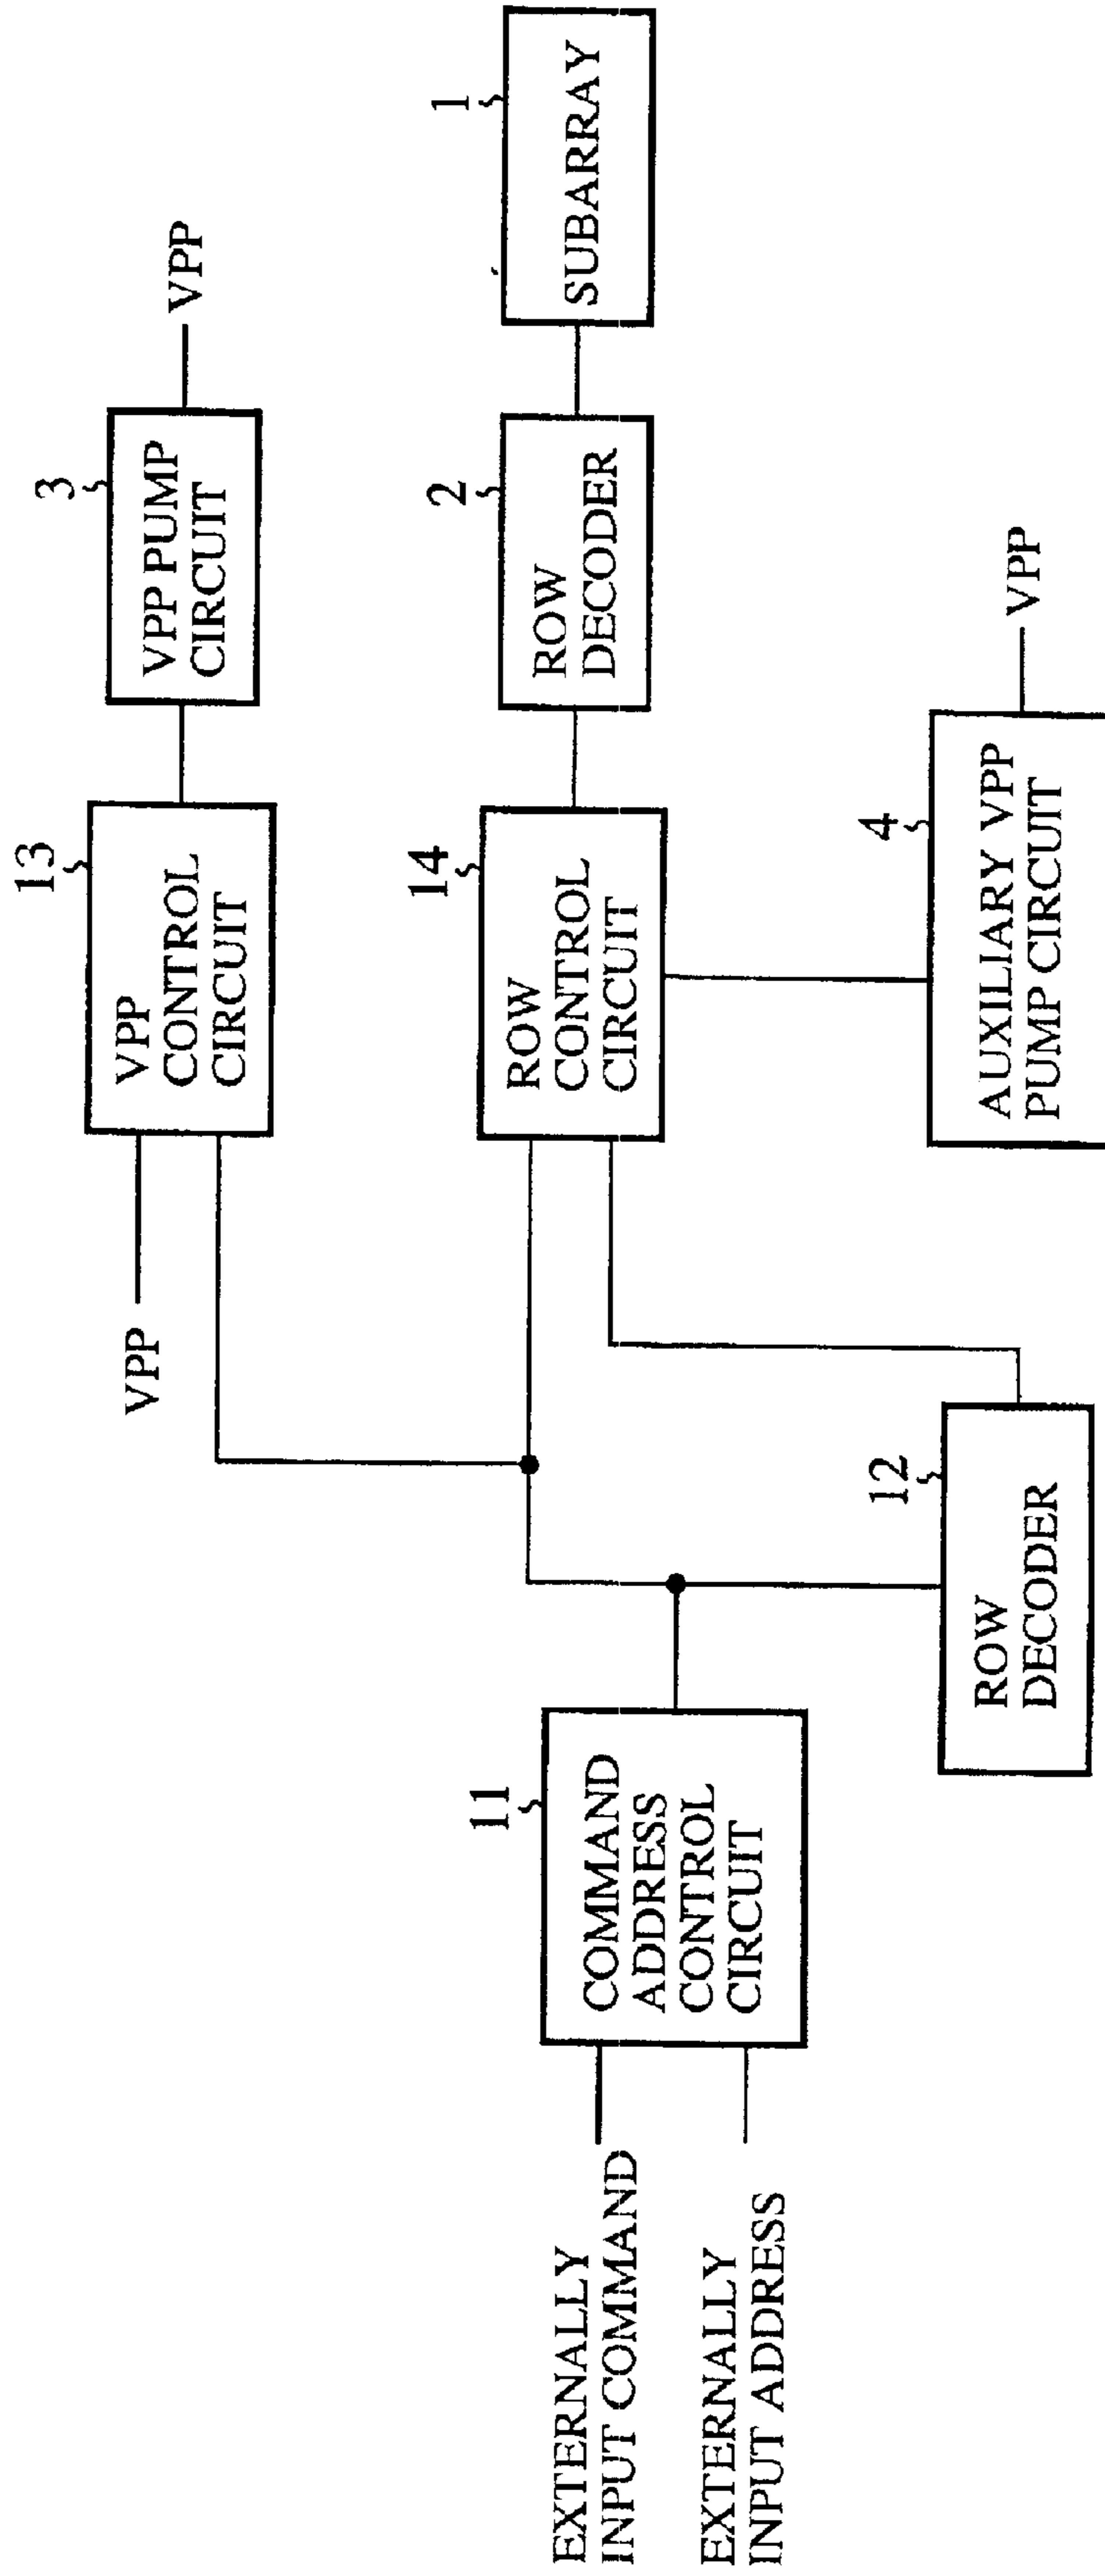 EXTERNALLY
INPUT COMMAND
EXTERNALLY
INPUT ADDRESS
11
COMMAND
ADDRESS
CONTROL
CIRCUIT
12
ROW
DECODER
VPP
13
VPP
CONTROL
CIRCUIT
14
ROW
CONTROL
CIRCUIT
4
AUXILIARY VPP
PUMP CIRCUIT
VPP
3
VPP PUMP
CIRCUIT
VPP
2
ROW
DECODER
1
SUBARRAY